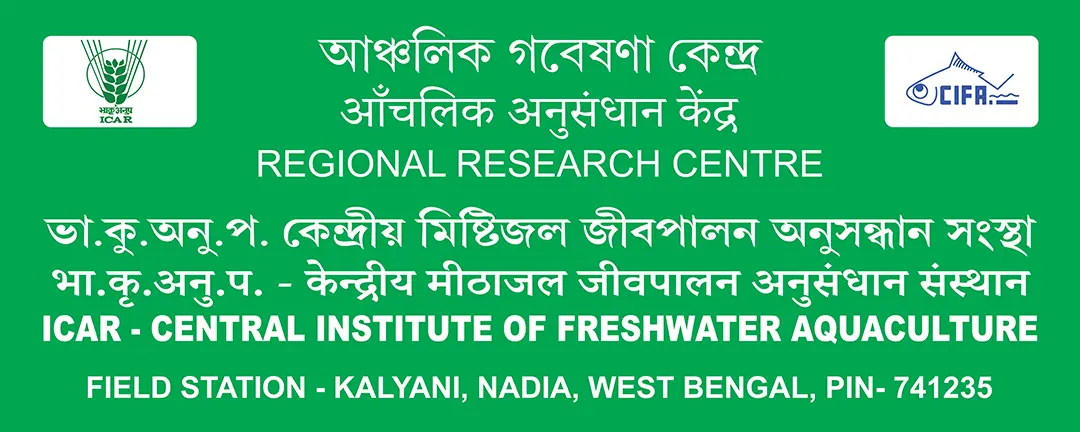 আঞ্চলিক গবেষণা কেন্দ্র
आँचलिक अनुसंधान केंद्र
REGIONAL RESEARCH CENTRE
भाकृअनुप
ICAR
CIFA
ভা.কু.অনু.প. কেন্দ্রীয় মিষ্টিজল জীবপালন অনুসন্ধান সংস্থা
भा.कृ.अनु.प. - केन्द्रीय मीठाजल जीवपालन अनुसंधान संस्थान
ICAR - CENTRAL INSTITUTE OF FRESHWATER AQUACULTURE
FIELD STATION - KALYANI, NADIA, WEST BENGAL, PIN- 741235